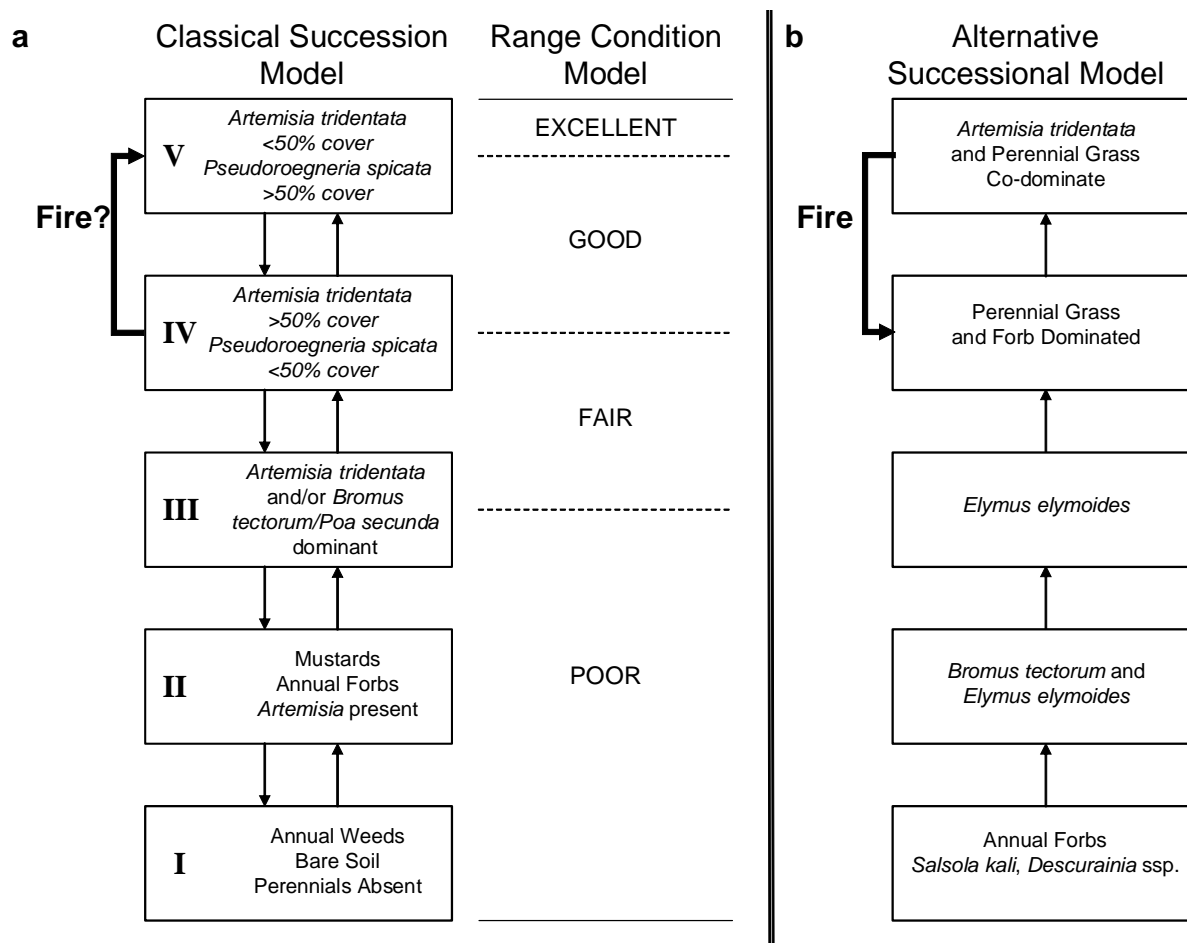 a
Classical Succession
Model
Range Condition
Model
b
Alternative
Successional Model
Fire?
V
Artemisia tridentata
<50% cover
Pseudoroegneria spicata
>50% cover
IV
Artemisia tridentata
>50% cover
Pseudoroegneria spicata
<50% cover
III
Artemisia tridentata
and/or Bromus
tectorum/Poa secunda
dominant
II
Mustards
Annual Forbs
Artemisia present
I
Annual Weeds
Bare Soil
Perennials Absent
EXCELLENT
GOOD
FAIR
POOR
Fire
Artemisia tridentata
and Perennial Grass
Co-dominate
Perennial Grass
and Forb Dominated
Elymus elymoides
Bromus tectorum and
Elymus elymoides
Annual Forbs
Salsola kali, Descurainia ssp.